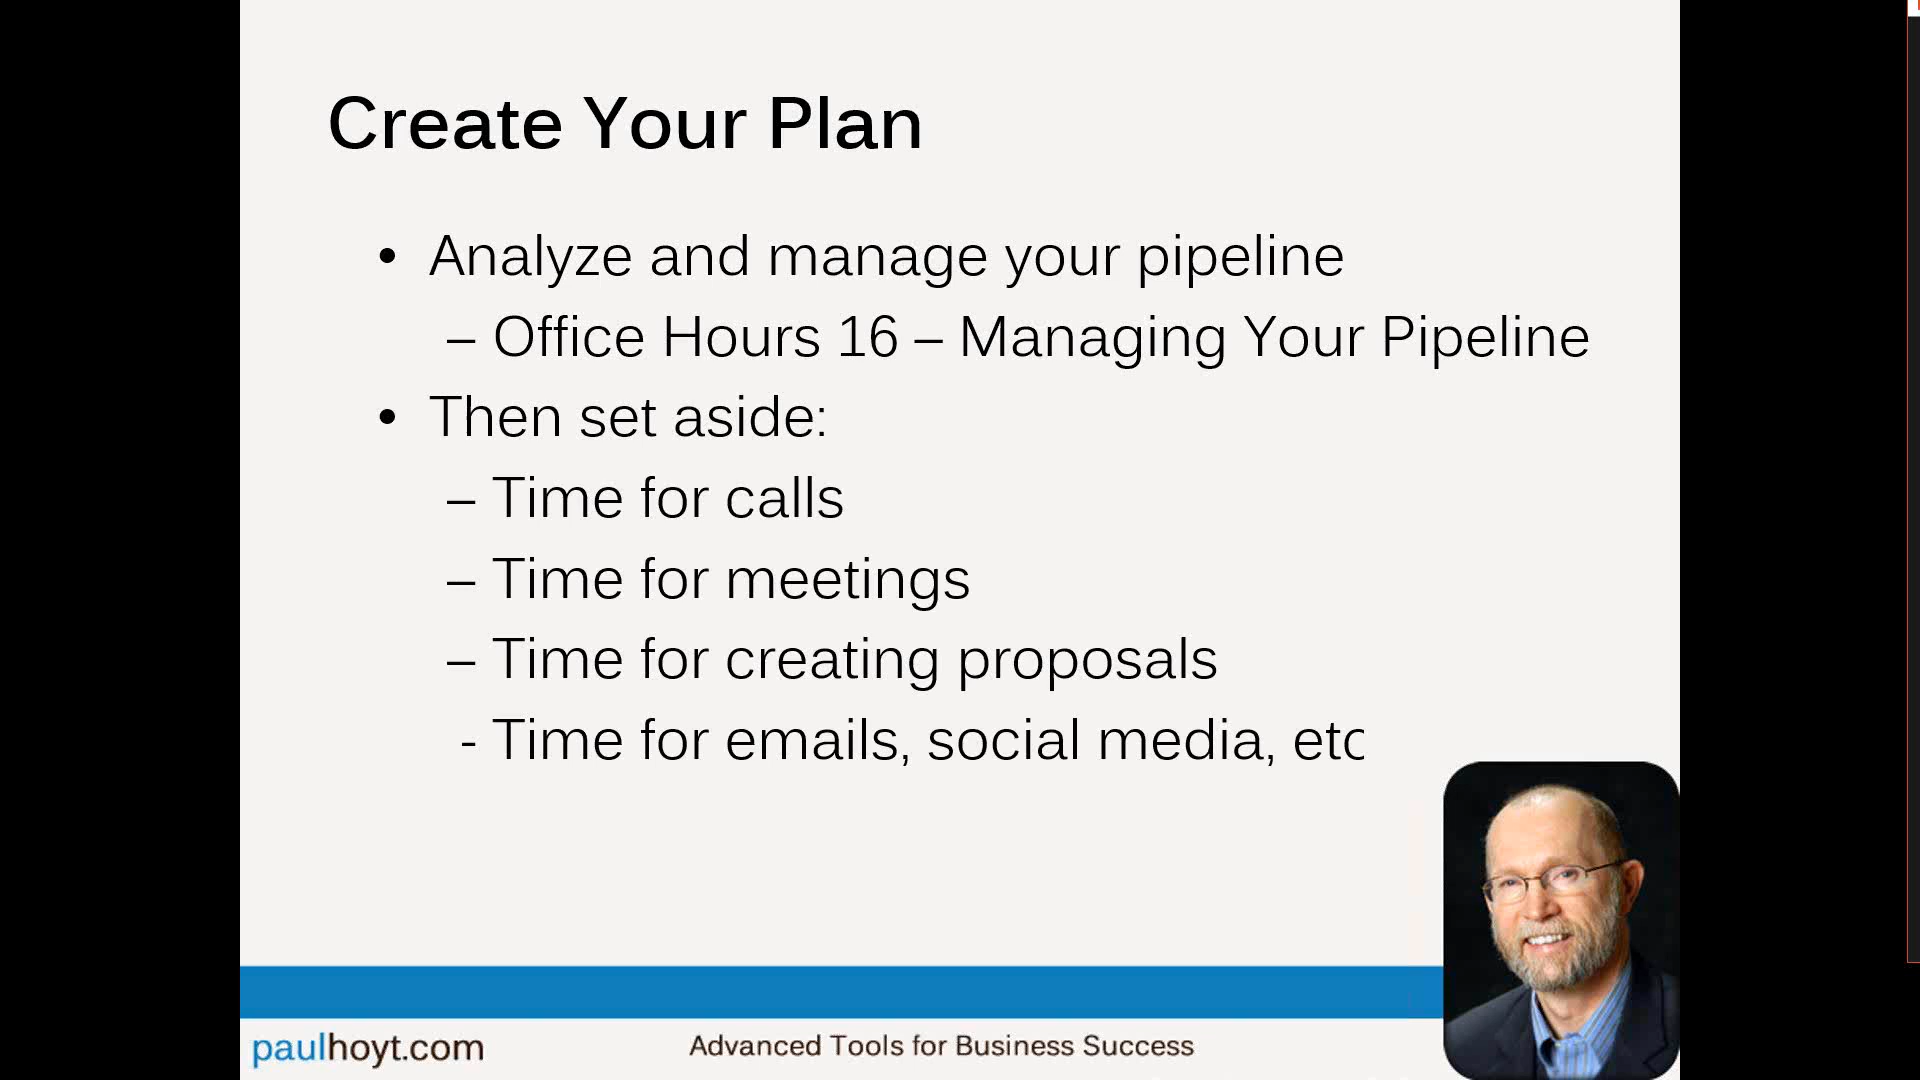 Create Your Plan
• Analyze and manage your pipeline
– Office Hours 16 – Managing Your Pipeline
• Then set aside:
– Time for calls
– Time for meetings
– Time for creating proposals
- Time for emails, social media, etc
paulhoyt.com
Advanced Tools for Business Success